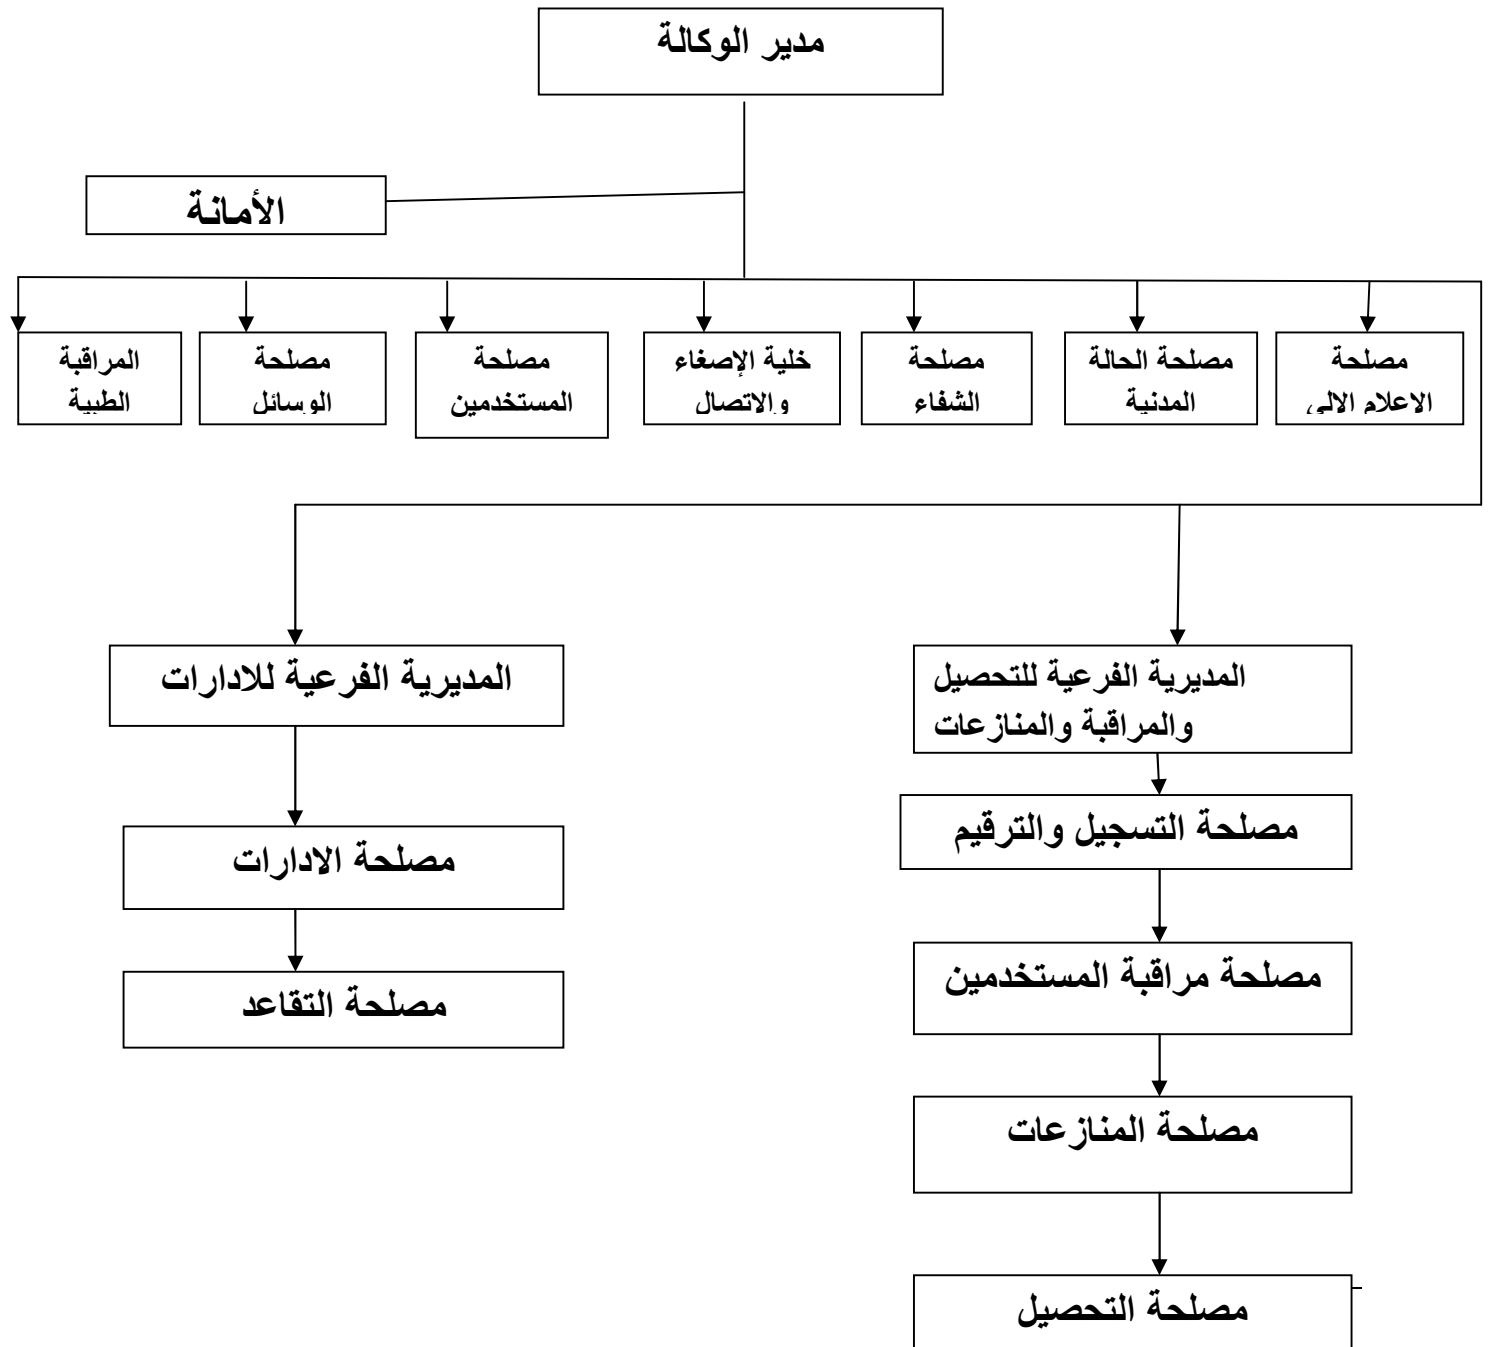 مدير الوكالة
الأمانة
مصلحة
الاعلام الالي
مصلحة الحالة
المدنية
مصلحة
الشفاء
خلية الإصغاء
والاتصال
مصلحة
المستخدمين
مصلحة
الوسائل
المراقبة
الطبية
المديرية الفرعية للتحصيل
والمراقبة والمنازعات
مصلحة التسجيل والترقيم
مصلحة مراقبة المستخدمين
مصلحة المنازعات
مصلحة التحصيل
المديرية الفرعية للادارات
مصلحة الادارات
مصلحة التقاعد